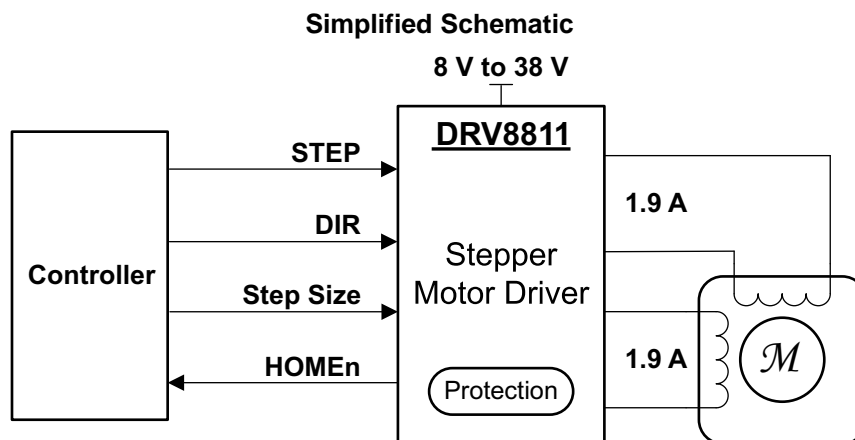 Simplified Schematic
8 V to 38 V
DRV8811
STEP
1.9 A
DIR
Controller
Stepper
Motor Driver
Step Size
HOMEn
1.9 A
M
Protection